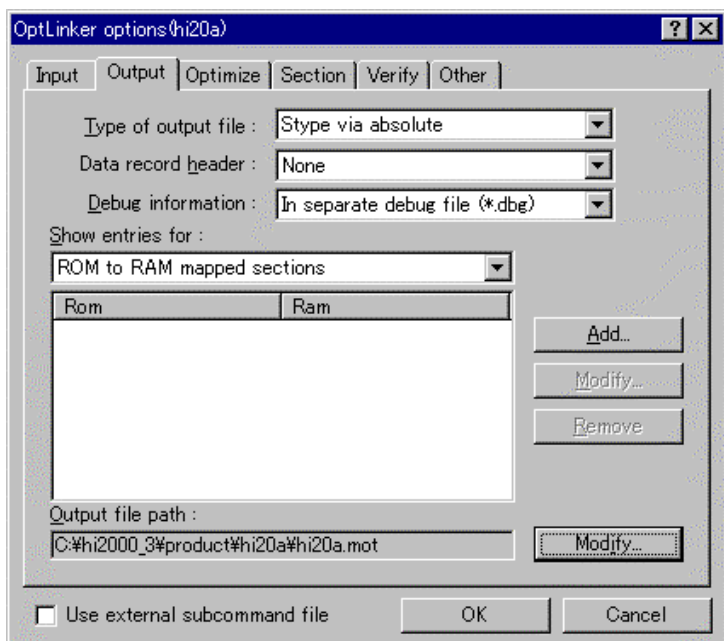 OptLinker options(hi20a)
Input Output Optimize Section Verify Other
Type of output file : Stype via absolute
Data record header : None
Debug information : In separate debug file (*.dbg)
Show entries for :
ROM to RAM mapped sections
Rom Ram
Add...
Modify...
Remove
Output file path :
C:¥hi2000_3¥product¥hi20a¥hi20a.mot Modify...
Use external subcommand file OK Cancel